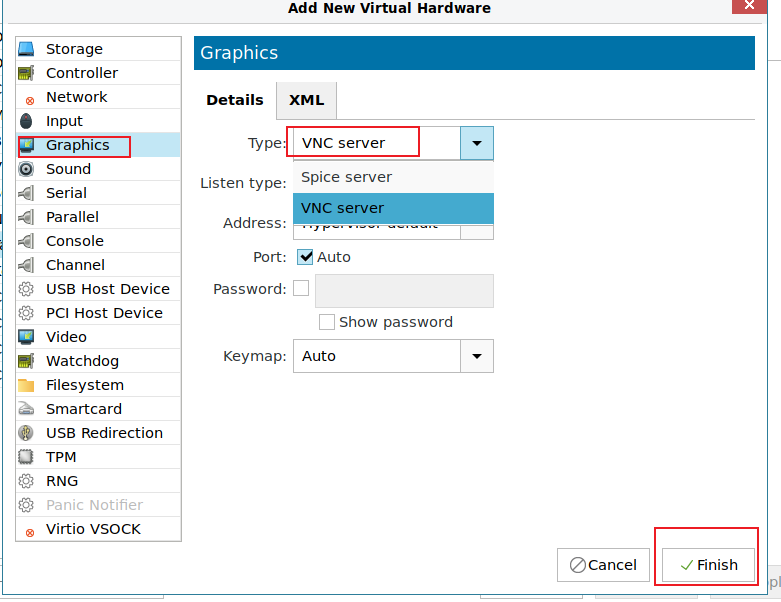 Add New Virtual Hardware
Storage
Controller
Network
Input
Graphics
Sound
Serial
Parallel
Console
Channel
USB Host Device
PCI Host Device
Video
Watchdog
Filesystem
Smartcard
USB Redirection
TPM
RNG
Panic Notifier
Virtio VSOCK
Graphics
Details XML
Type: VNC server
Spice server
Listen type:
VNC server
Address: Hypervisor default
Port: Auto
Password:
Show password
Keymap: Auto
Cancel Finish